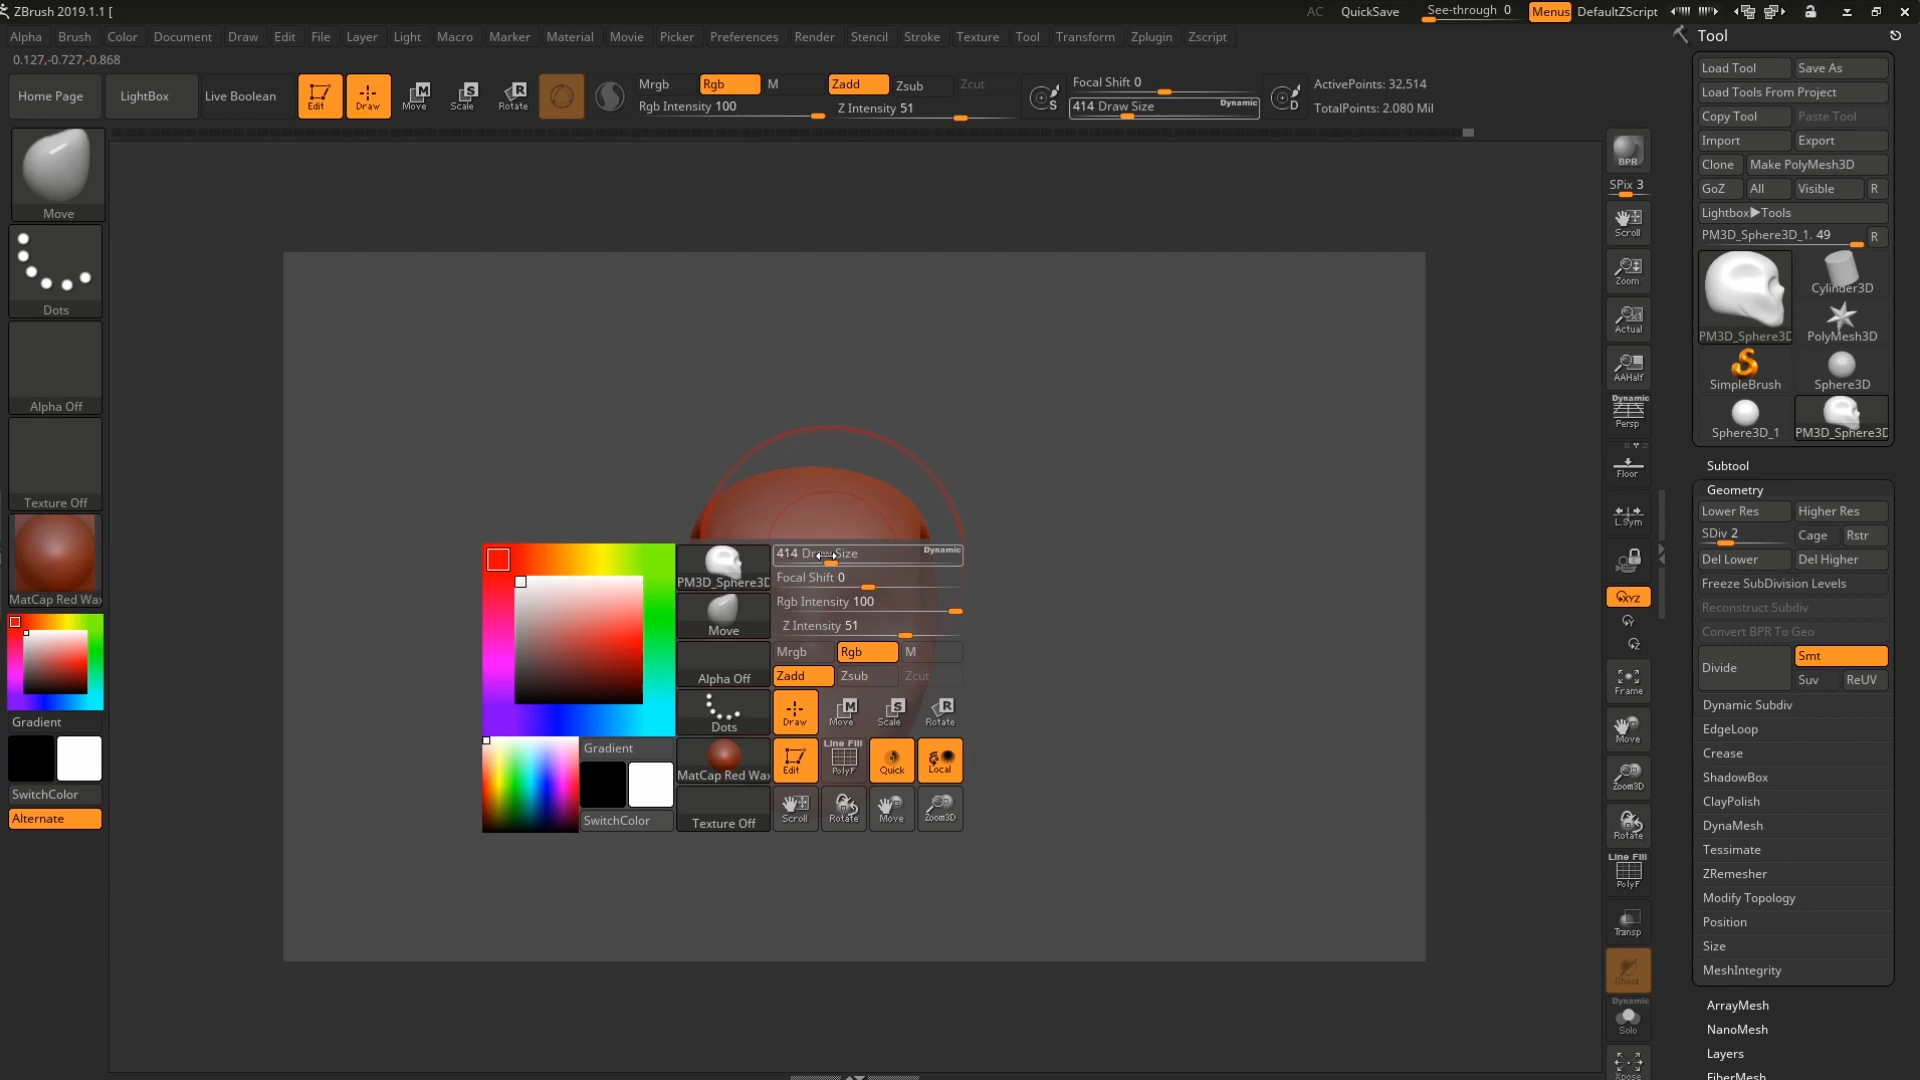 ZBrush 2019.1.1 [
AC QuickSave See-through 0 Menus DefaultZScript
Alpha Brush Color Document Draw Edit File Layer Light Macro Marker Material Movie Picker Preferences Render Stencil Stroke Texture Tool Transform Zplugin Zscript
0.127,-0.727,-0.868
Home Page LightBox Live Boolean Edit Draw Move Scale Rotate
Mrgb Rgb M Zadd Zsub Zcut
Rgb Intensity 100 Z Intensity 51
Focal Shift 0
414 Draw Size Dynamic
ActivePoints: 32,514
TotalPoints: 2.080 Mil
Move
Dots
Alpha Off
Texture Off
MatCap Red Wax
Gradient
SwitchColor
Alternate
PM3D_Sphere3D
Move
Alpha Off
Dots
MatCap Red Wax
Texture Off
Gradient
SwitchColor
414 Draw Size Dynamic
Focal Shift 0
Rgb Intensity 100
Z Intensity 51
Mrgb Rgb M
Zadd Zsub Zcut
Draw Move Scale Rotate
Line Fill
Edit PolyF Quick Local
Scroll Rotate Move Zoom3D
BPR
SPix 3
Scroll
Zoom
Actual
AAHalf
Dynamic
Persp
Floor
L.Sym
XYZ
Frame
Move
Zoom3D
Rotate
Line Fill
PolyF
Transp
Ghost
Dynamic
Solo
Xpose
Tool
Load Tool Save As
Load Tools From Project
Copy Tool Paste Tool
Import Export
Clone Make PolyMesh3D
GoZ All Visible R
Lightbox▶Tools
PM3D_Sphere3D_1. 49 R
PM3D_Sphere3D Cylinder3D
PolyMesh3D
SimpleBrush Sphere3D
Sphere3D_1 PM3D_Sphere3D
Subtool
Geometry
Lower Res Higher Res
SDiv 2 Cage Rstr
Del Lower Del Higher
Freeze SubDivision Levels
Reconstruct Subdiv
Convert BPR To Geo
Divide Smt
Suv ReUV
Dynamic Subdiv
EdgeLoop
Crease
ShadowBox
ClayPolish
DynaMesh
Tessimate
ZRemesher
Modify Topology
Position
Size
MeshIntegrity
ArrayMesh
NanoMesh
Layers
FiberMesh